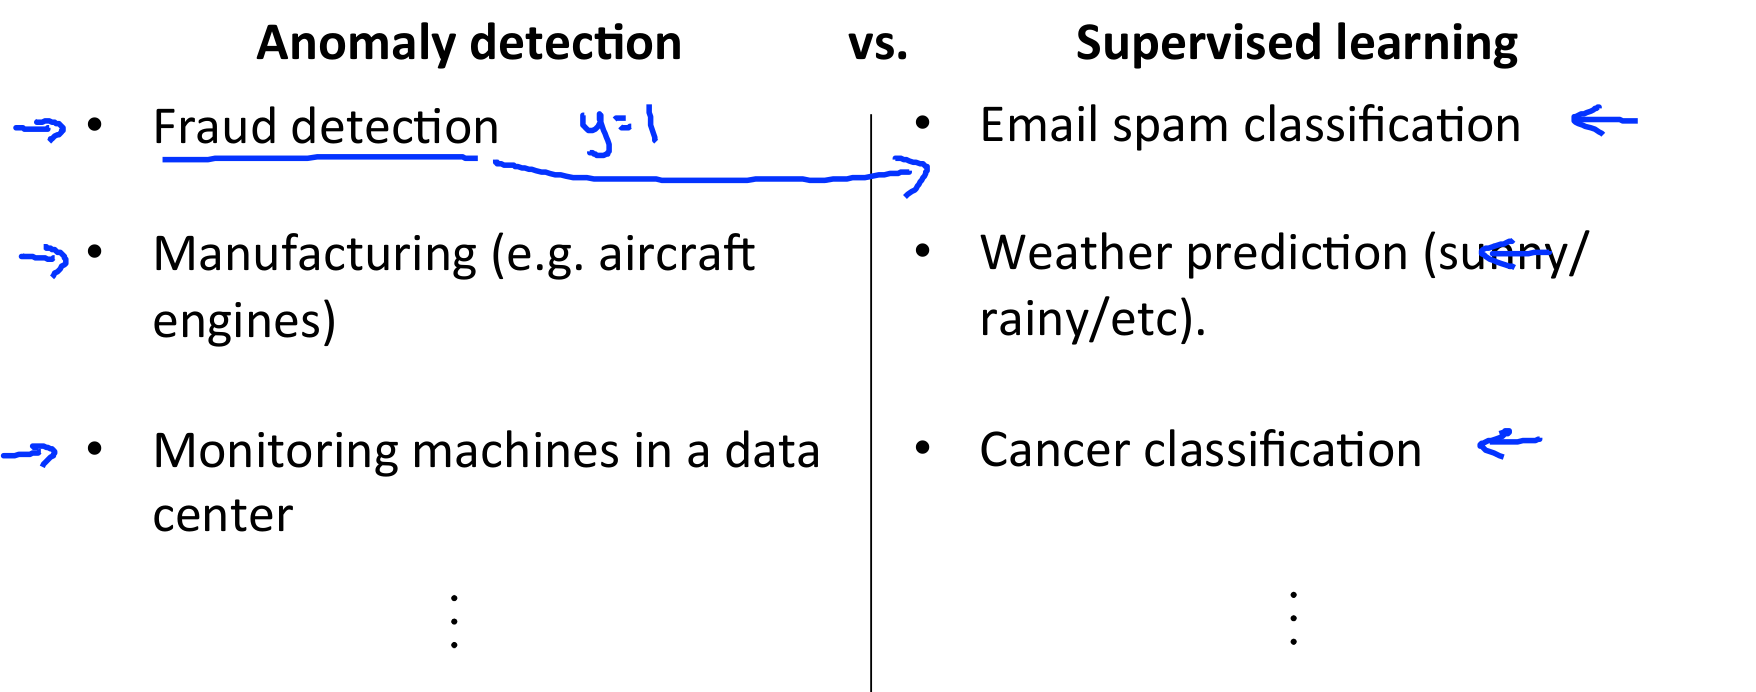 Anomaly detection vs. Supervised learning
• Fraud detection y=1
• Manufacturing (e.g. aircraft
engines)
• Monitoring machines in a data
center
• Email spam classification
• Weather prediction (sunny/
rainy/etc).
• Cancer classification